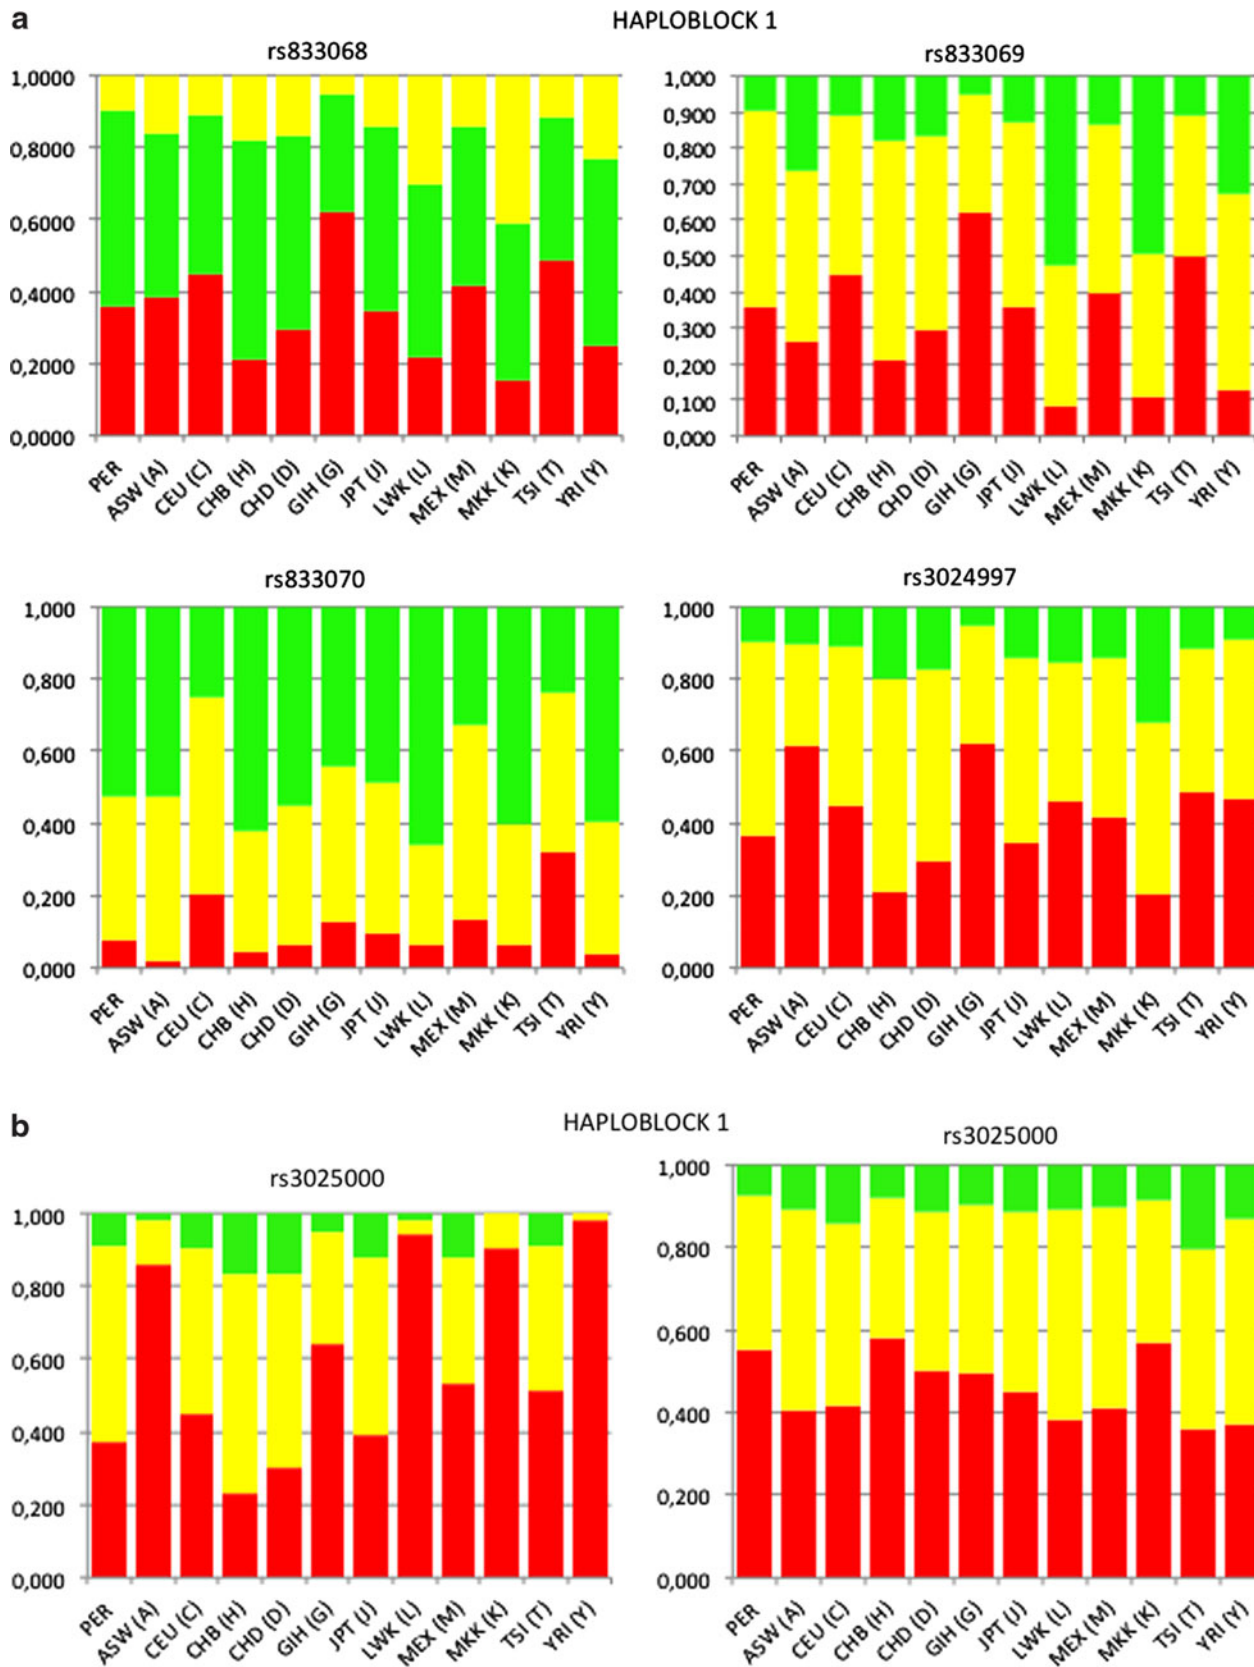 a
HAPLOBLOCK 1
rs833068
1,0000
0,8000
0,6000
0,4000
0,2000
0,0000
PER ASW (A) CEU (C) CHB (H) CHD (D) GIH (G) JPT (J) LWK (L) MEX (M) MKK (K) TSI (T) YRI (Y)
rs833069
1,000
0,900
0,800
0,700
0,600
0,500
0,400
0,300
0,200
0,100
0,000
PER ASW (A) CEU (C) CHB (H) CHD (D) GIH (G) JPT (J) LWK (L) MEX (M) MKK (K) TSI (T) YRI (Y)
rs833070
1,000
0,800
0,600
0,400
0,200
0,000
PER ASW (A) CEU (C) CHB (H) CHD (D) GIH (G) JPT (J) LWK (L) MEX (M) MKK (K) TSI (T) YRI (Y)
rs3024997
1,000
0,800
0,600
0,400
0,200
0,000
PER ASW (A) CEU (C) CHB (H) CHD (D) GIH (G) JPT (J) LWK (L) MEX (M) MKK (K) TSI (T) YRI (Y)
b
HAPLOBLOCK 1
rs3025000
1,000
0,800
0,600
0,400
0,200
0,000
PER ASW (A) CEU (C) CHB (H) CHD (D) GIH (G) JPT (J) LWK (L) MEX (M) MKK (K) TSI (T) YRI (Y)
rs3025000
1,000
0,800
0,600
0,400
0,200
0,000
PER ASW (A) CEU (C) CHB (H) CHD (D) GIH (G) JPT (J) LWK (L) MEX (M) MKK (K) TSI (T) YRI (Y)